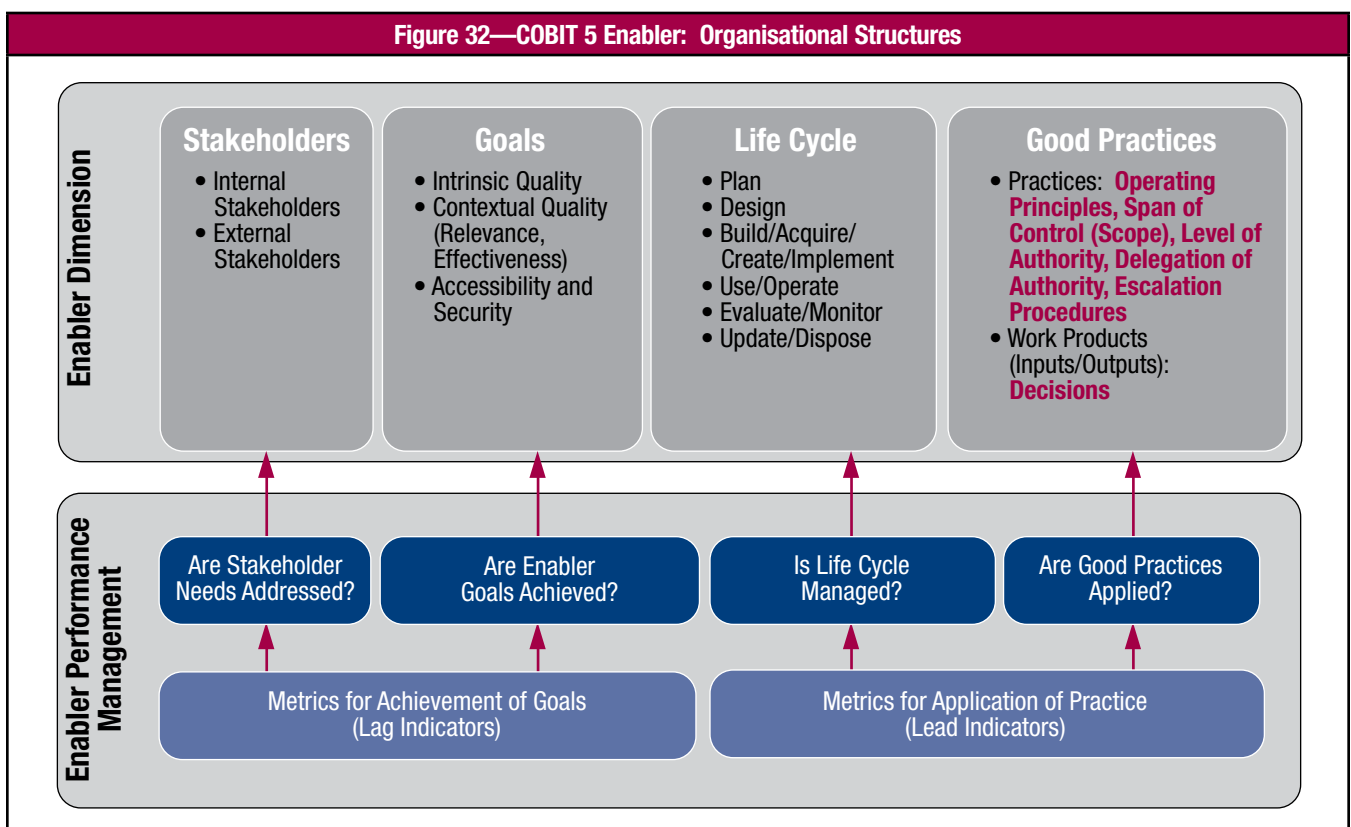 Figure 32—COBIT 5 Enabler: Organisational Structures
Enabler Dimension
Stakeholders
• Internal
Stakeholders
• External
Stakeholders
Goals
• Intrinsic Quality
• Contextual Quality
(Relevance,
Effectiveness)
• Accessibility and
Security
Life Cycle
• Plan
• Design
• Build/Acquire/
Create/Implement
• Use/Operate
• Evaluate/Monitor
• Update/Dispose
Good Practices
• Practices: Operating
Principles, Span of
Control (Scope), Level of
Authority, Delegation of
Authority, Escalation
Procedures
• Work Products
(Inputs/Outputs):
Decisions
Enabler Performance
Management
Are Stakeholder
Needs Addressed?
Are Enabler
Goals Achieved?
Is Life Cycle
Managed?
Are Good Practices
Applied?
Metrics for Achievement of Goals
(Lag Indicators)
Metrics for Application of Practice
(Lead Indicators)